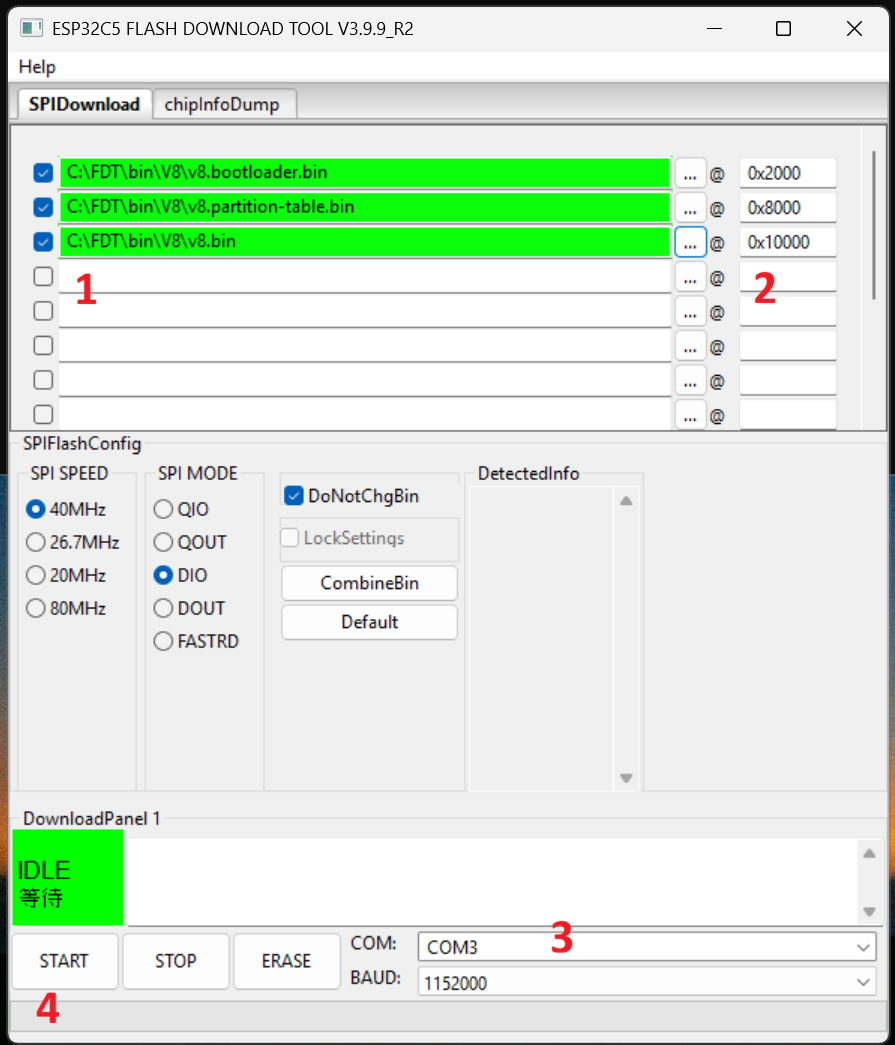 ESP32C5 FLASH DOWNLOAD TOOL V3.9.9_R2
Help
SPIDownload chipInfoDump
C:\FDT\bin\V8\v8.bootloader.bin ... @ 0x2000
C:\FDT\bin\V8\v8.partition-table.bin ... @ 0x8000
C:\FDT\bin\V8\v8.bin ... @ 0x10000
1 ... @ 2
... @
... @
... @
... @
SPIFlashConfig
SPI SPEED SPI MODE DetectedInfo
40MHz QIO DoNotChgBin
26.7MHz QOUT LockSettings
20MHz DIO CombineBin
80MHz DOUT Default
FASTRD
DownloadPanel 1
IDLE
等待
START STOP ERASE COM: COM3 3
BAUD: 1152000
4